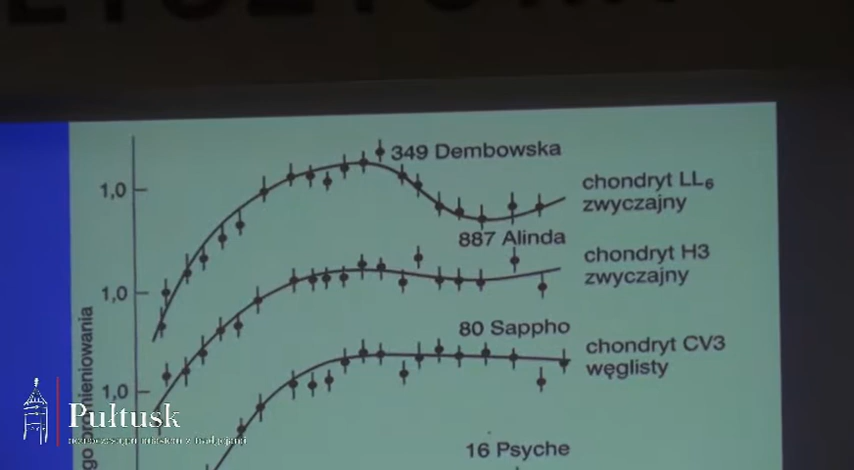 349 Dembowska
1,0
chondryt LL₆
zwyczajny
887 Alinda
chondryt H3
zwyczajny
1,0
80 Sappho
chondryt CV3
węglisty
1,0
16 Psyche
Pułtusk